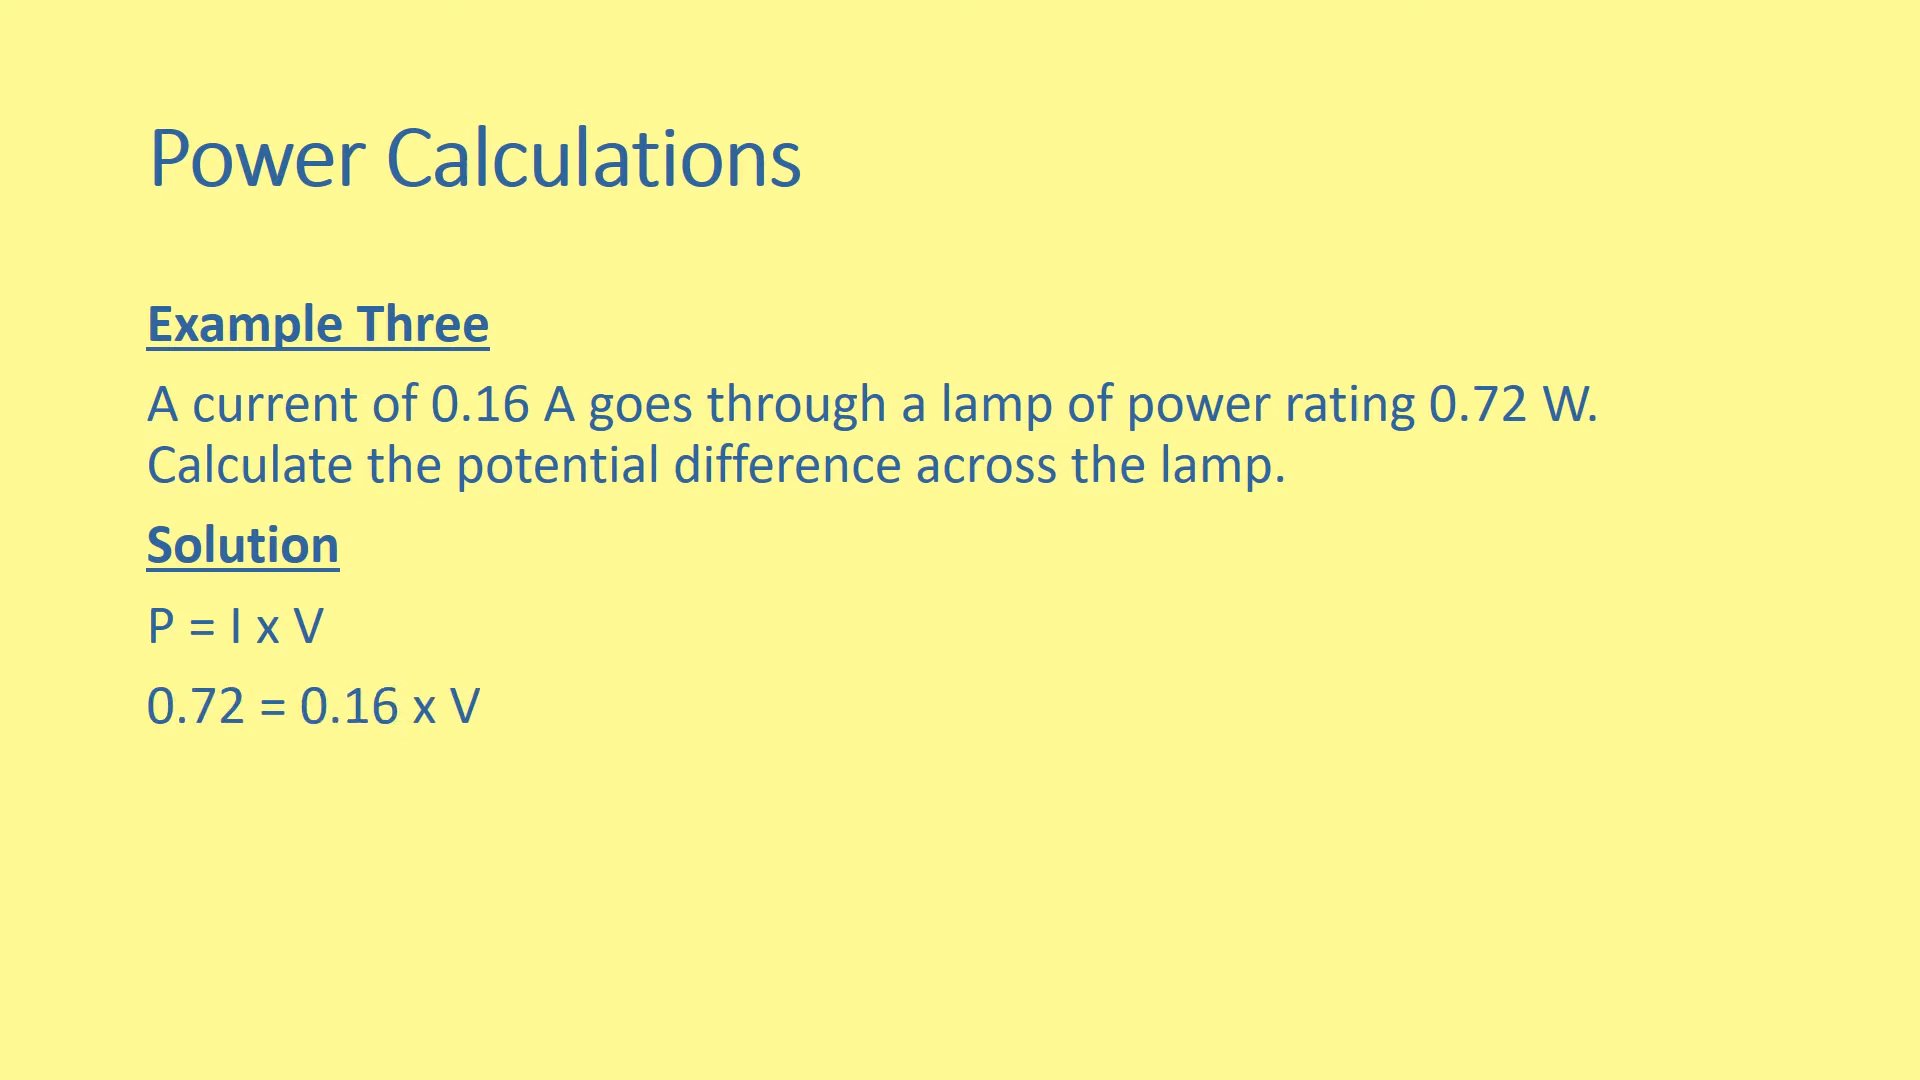 Power Calculations
Example Three
A current of 0.16 A goes through a lamp of power rating 0.72 W.
Calculate the potential difference across the lamp.
Solution
P = I x V
0.72 = 0.16 x V